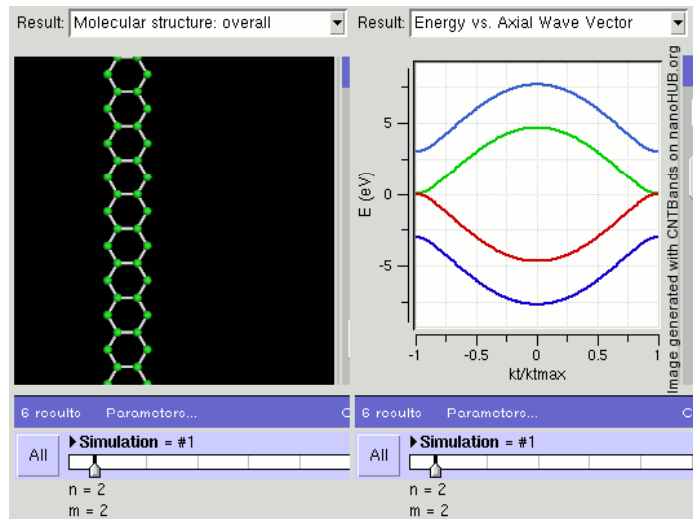 Result: Molecular structure: overall
Result: Energy vs. Axial Wave Vector
E (eV)
5
0
-5
-1
-0.5
0
0.5
1
kt/ktmax
Image generated with CNTBands on nanoHUB.org
6 results Parameters...
6 results Parameters... C
All
Simulation = #1
n = 2
m = 2
All
Simulation = #1
n = 2
m = 2